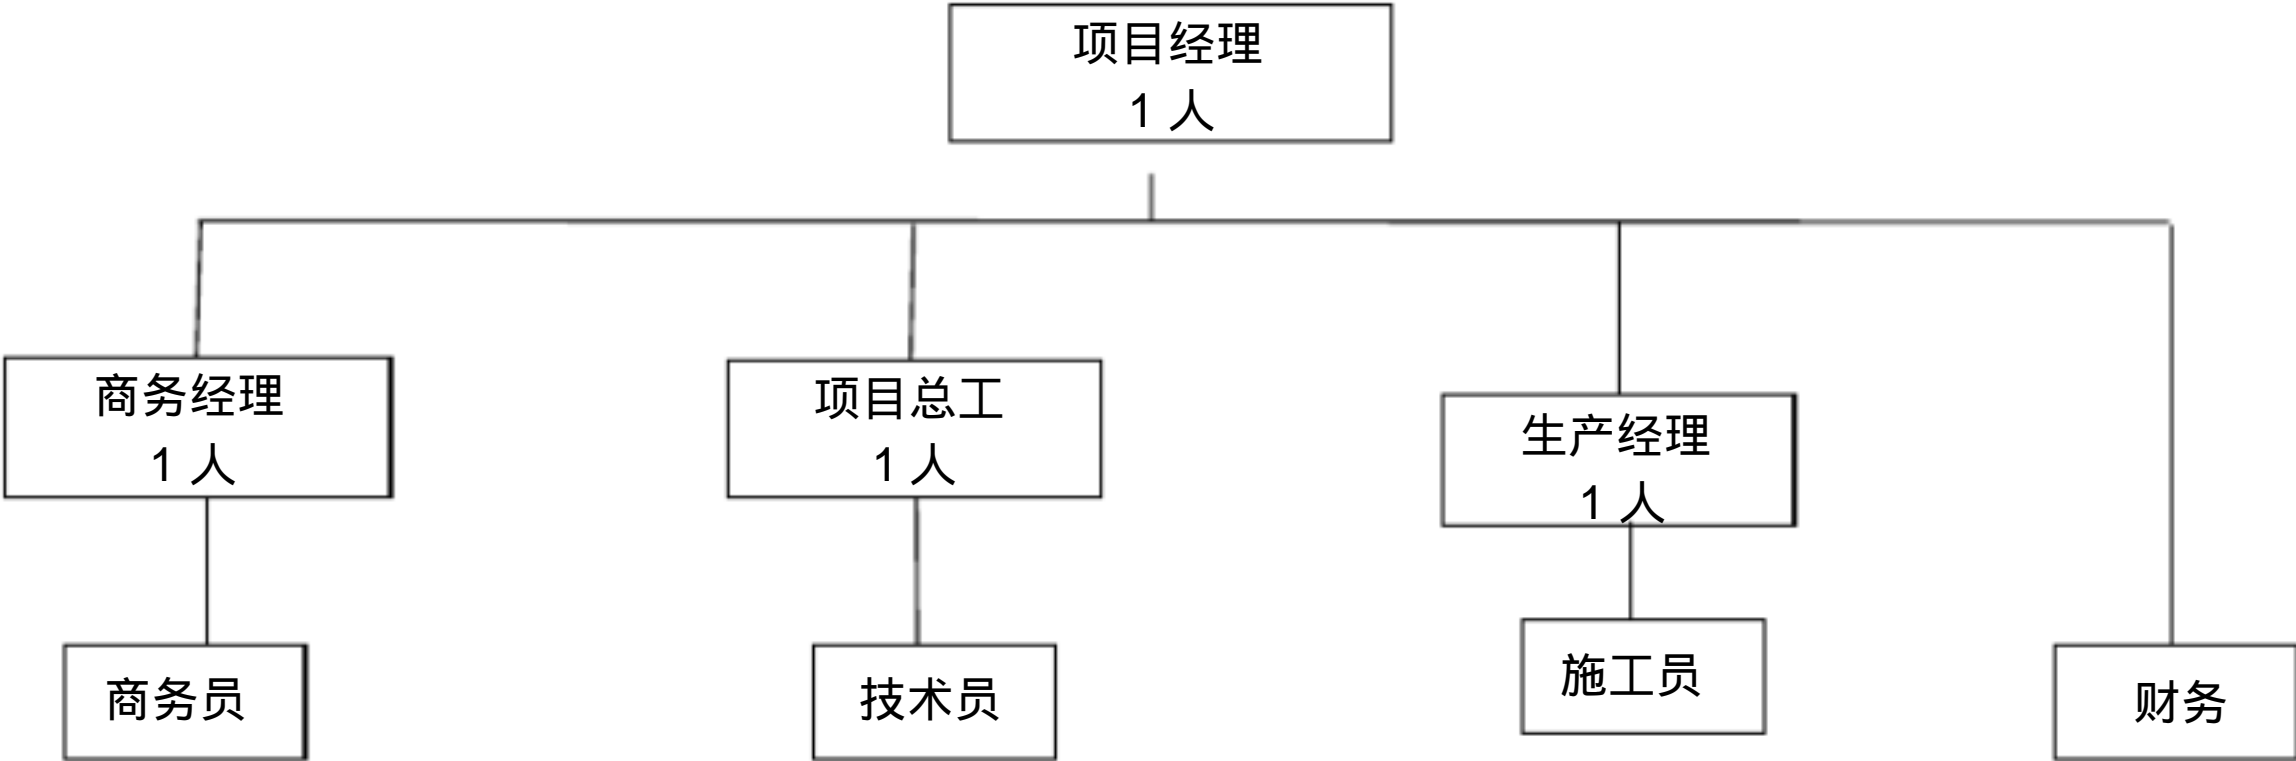 项目经理
1 人
商务经理
1 人
项目总工
1 人
生产经理
1 人
商务员
技术员
施工员
财务